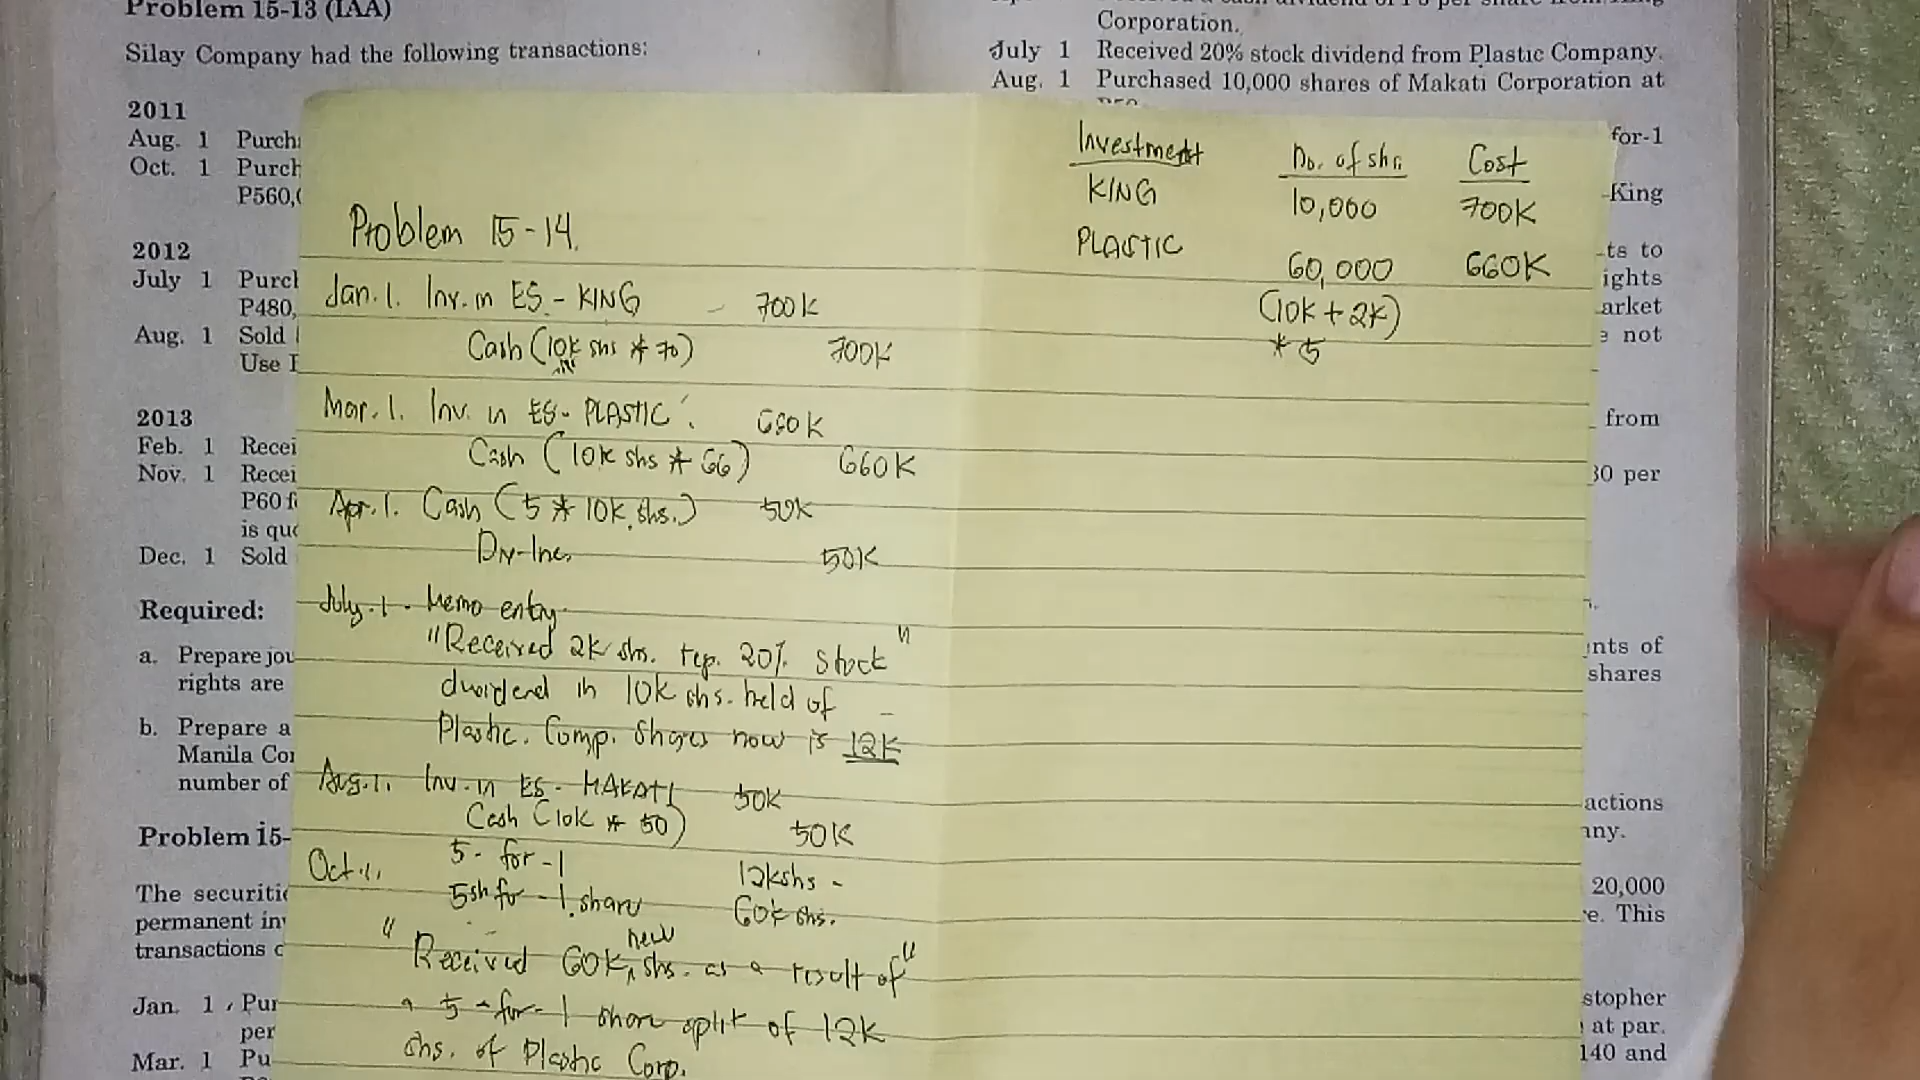 Problem 15-13 (IAA)
Silay Company had the following transactions:
2011
Aug. 1 Purch
Oct. 1 Purch
P560,
2012
July 1 Purcl
P480,
Aug. 1 Sold
Use
2013
Feb. 1 Recei
Nov. 1 Recei
P60 f
is quo
Dec. 1 Sold
Required:
a. Prepare jou
rights are
b. Prepare a
Manila Cor
number of
Problem 15-
The securitie
permanent in
transactions
Jan. 1 Pur
per
Mar. 1 Pu
Corporation.
July 1 Received 20% stock dividend from Plastic Company.
Aug. 1 Purchased 10,000 shares of Makati Corporation at
for-1
King
ts to
ights
arket
not
from
30 per
nts of
shares
actions
any.
20,000
e. This
stopher
at par.
140 and
Problem 15-14.
Jan. 1. Inv. in ES - KING 700K
Cash (10K shs * 70) 700K
Mar. 1. Inv. in ES - PLASTIC 660K
Cash (10K shs * 66) 660K
Apr. 1. Cash (5 * 10K shs.) 50K
Div-Inc. 50K
July. 1. Memo entry
"Received 2K shs. rep. 20% stock"
dividend in 10K shs. held of
Plastic. Comp. Shares now is 12K
Aug. 1. Inv. in ES - MAKATI 50K
Cash (10K * 50) 50K
Oct. 1. 5-for-1 12kshs -
5sh for - 1 share 60k shs.
" Received 60K new shs. as a result of "
a 5-for-1 share split of 12K
shs. of Plastic Corp.
Investment No. of shr. Cost
KING 10,000 700K
PLASTIC 60,000 660K
(10K + 2K)
* 5